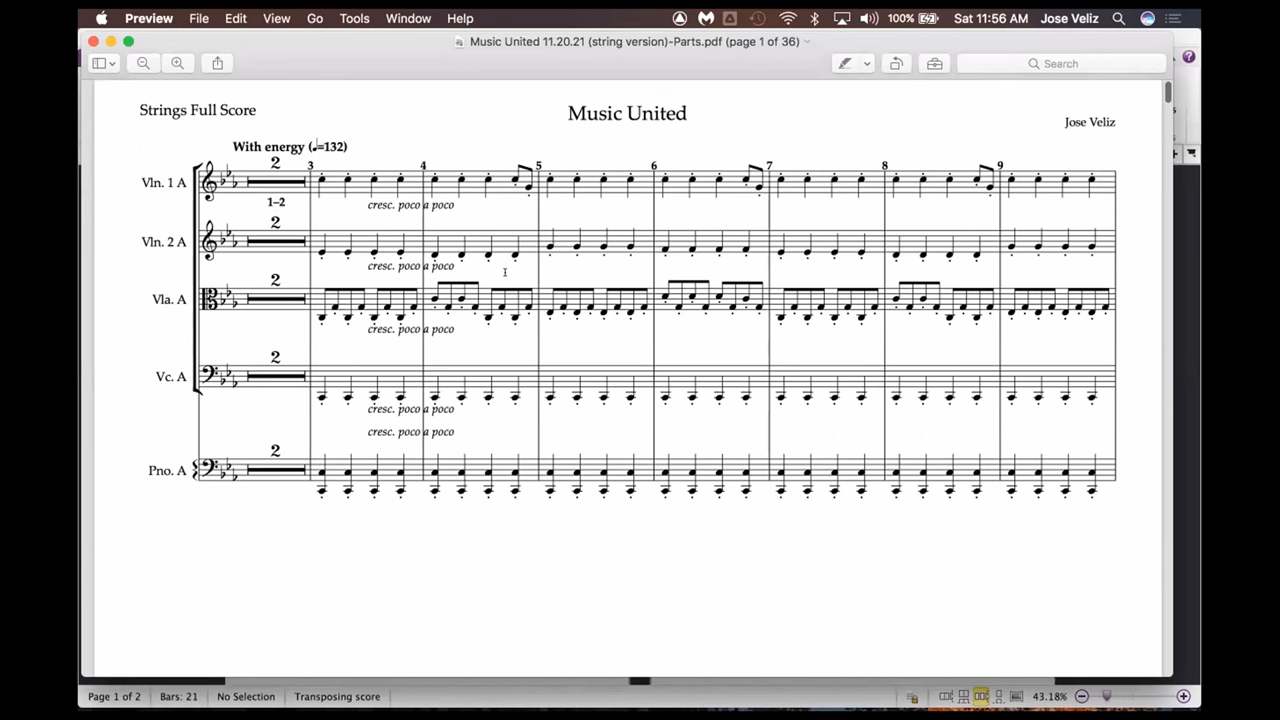 Preview File Edit View Go Tools Window Help 100% Sat 11:56 AM Jose Veliz
Music United 11.20.21 (string version)-Parts.pdf (page 1 of 36)
Search
Strings Full Score
Music United
Jose Veliz
With energy (♩=132)
2 3 4 5 6 7 8 9
Vln. 1 A
1–2
cresc. poco a poco
2
Vln. 2 A
cresc. poco a poco
2
Vla. A
cresc. poco a poco
2
Vc. A
cresc. poco a poco
cresc. poco a poco
2
Pno. A
Page 1 of 2 Bars: 21 No Selection Transposing score 43.18%